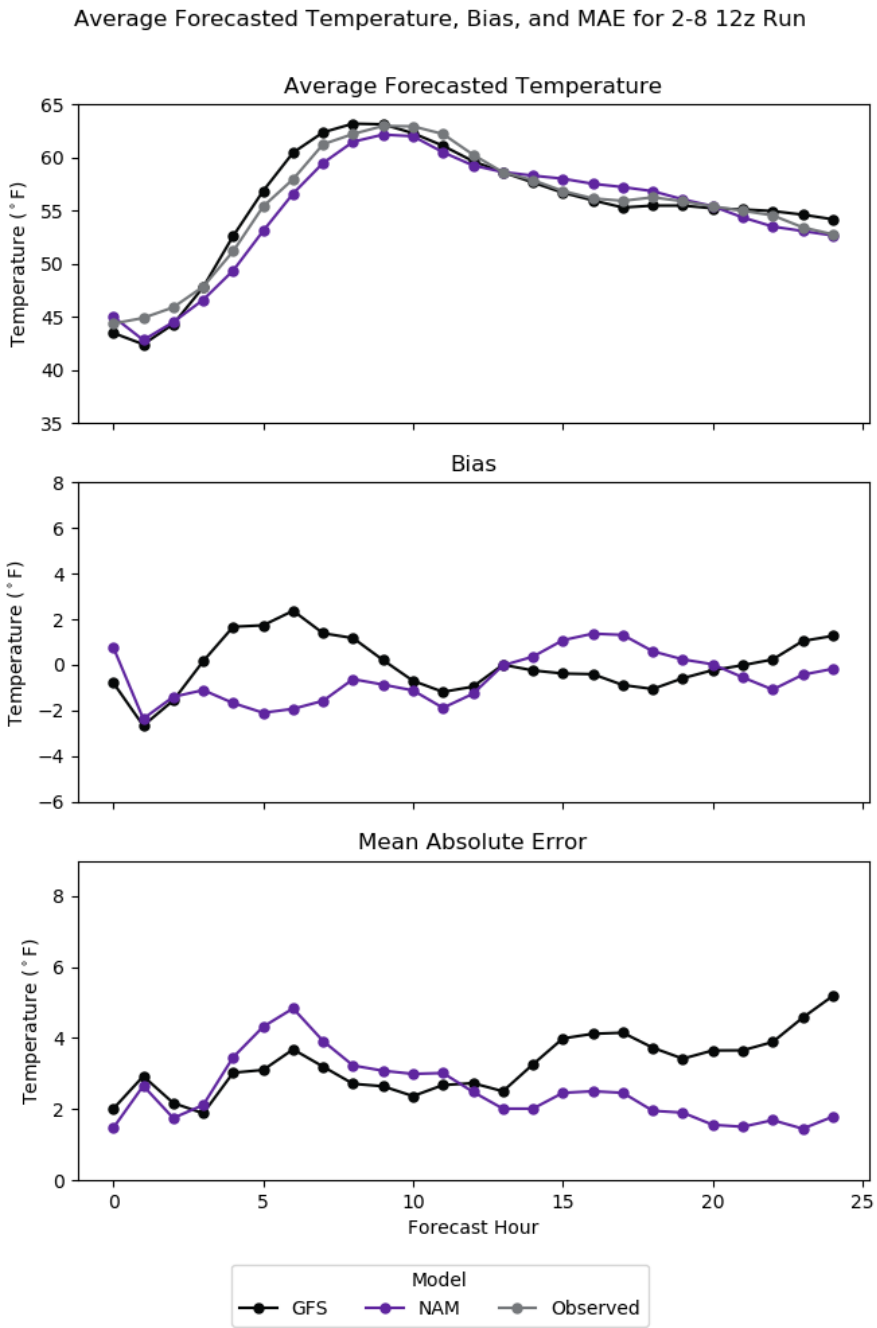 Average Forecasted Temperature, Bias, and MAE for 2-8 12z Run
Average Forecasted Temperature
65
60
55
50
45
40
35
Temperature (˚F)
Bias
8
6
4
2
0
−2
−4
−6
Temperature (˚F)
Mean Absolute Error
8
6
4
2
0
Temperature (˚F)
0 5 10 15 20 25
Forecast Hour
Model
GFS NAM Observed